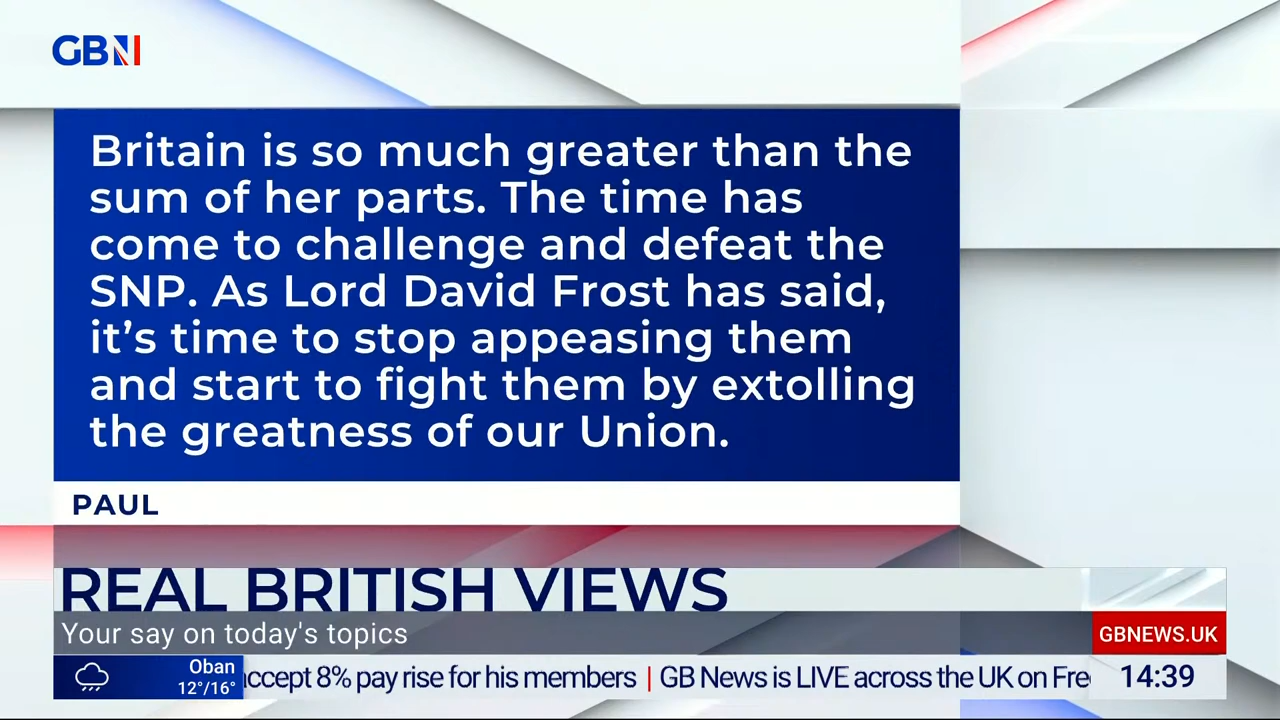 GBN
Britain is so much greater than the
sum of her parts. The time has
come to challenge and defeat the
SNP. As Lord David Frost has said,
it's time to stop appeasing them
and start to fight them by extolling
the greatness of our Union.
PAUL
REAL BRITISH VIEWS
Your say on today's topics
GBNEWS.UK
Oban
12°/16°
accept 8% pay rise for his members | GB News is LIVE across the UK on
14:39